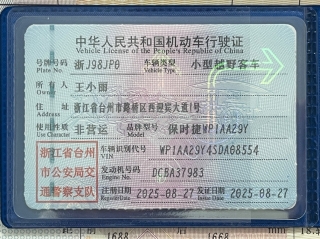 中华人民共和国机动车行驶证
Vehicle License of the People's Republic of China
号牌号码 浙J98JP0 车辆类型 小型越野客车
Plate No. Vehicle Type
所有人 王小丽
Owner
住址 浙江省台州市路桥区西迎宾大道1号
Address
使用性质 非营运 品牌型号 保时捷WP1AA29Y
Use Character Model
浙江省台州市公安局交通警察支队
车辆识别代号 WP1AA29Y4SDA08554
VIN
发动机号码 DCBA37983
Engine No.
注册日期 2025-08-27 发证日期 2025-08-27
Register Date Issue Date